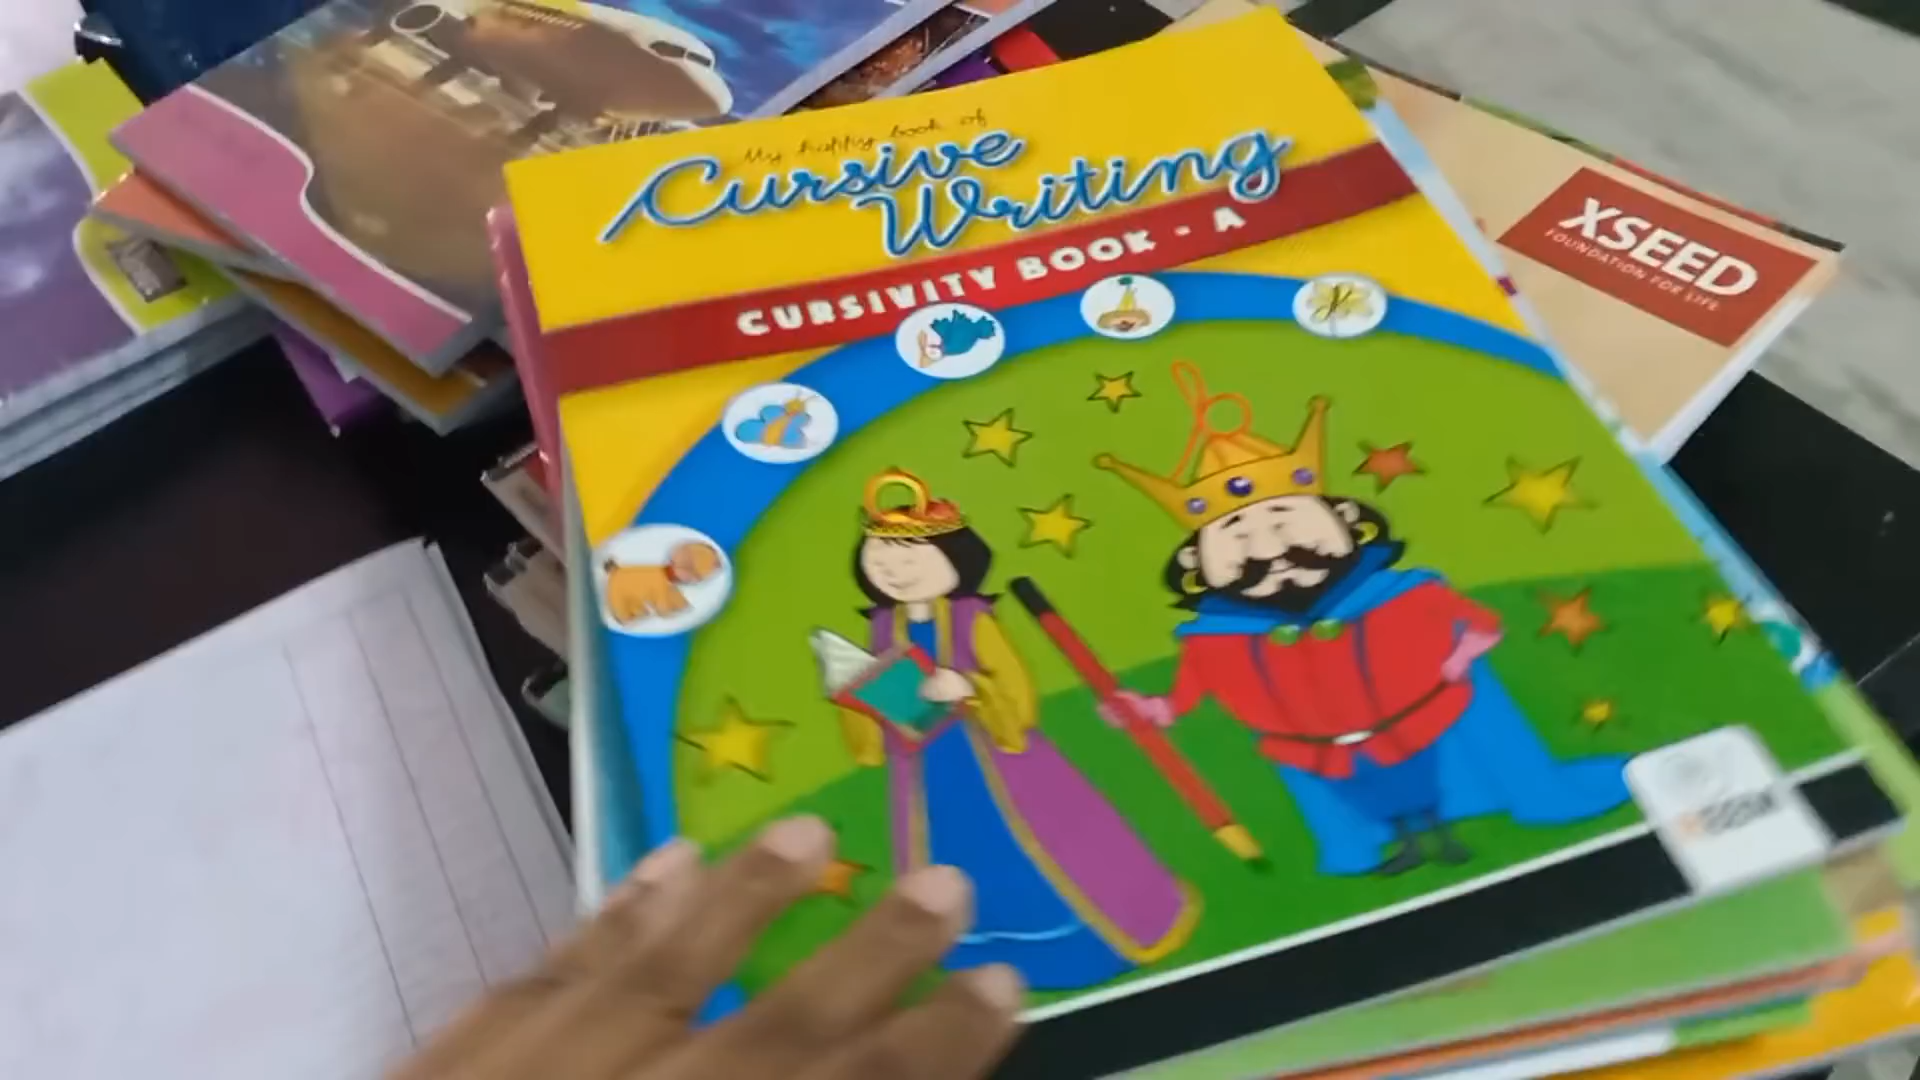 My happy book of
Cursive
Writing
CURSIVITY BOOK - A
XSEED
FOUNDATION FOR LIFE